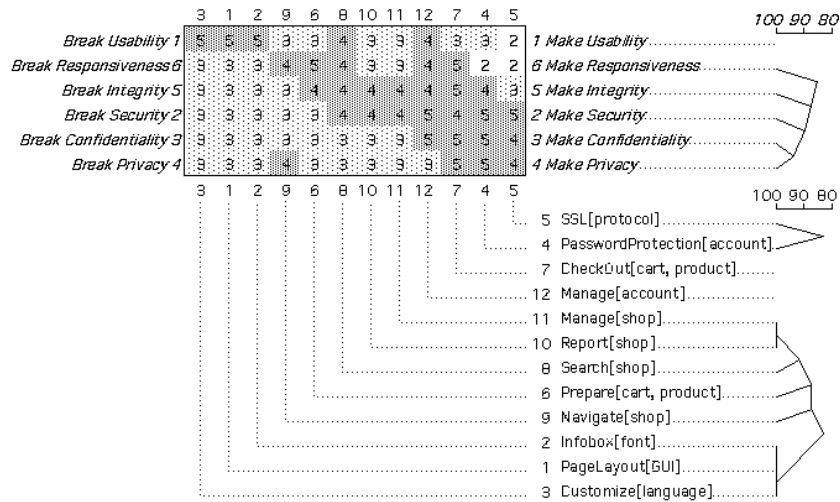 3 1 2 9 6 8 10 11 12 7 4 5 100 90 80
Break Usability 1 5 5 5 3 3 4 3 3 4 3 3 2 1 Make Usability
Break Responsiveness 6 3 3 3 4 5 4 3 3 4 5 2 2 6 Make Responsiveness
Break Integrity 5 3 3 3 3 4 4 4 4 4 5 4 3 5 Make Integrity
Break Security 2 3 3 3 3 3 4 4 4 5 4 5 5 2 Make Security
Break Confidentiality 3 3 3 3 3 3 3 3 3 5 5 5 4 3 Make Confidentiality
Break Privacy 4 3 3 3 4 3 3 3 3 3 5 5 4 4 Make Privacy
3 1 2 9 6 8 10 11 12 7 4 5 100 90 80
5 SSL[protocol]
4 PasswordProtection[account]
7 CheckOut[cart, product]
12 Manage[account]
11 Manage[shop]
10 Report[shop]
8 Search[shop]
6 Prepare[cart, product]
9 Navigate[shop]
2 Infobox[font]
1 PageLayout[GUI]
3 Customize[language]